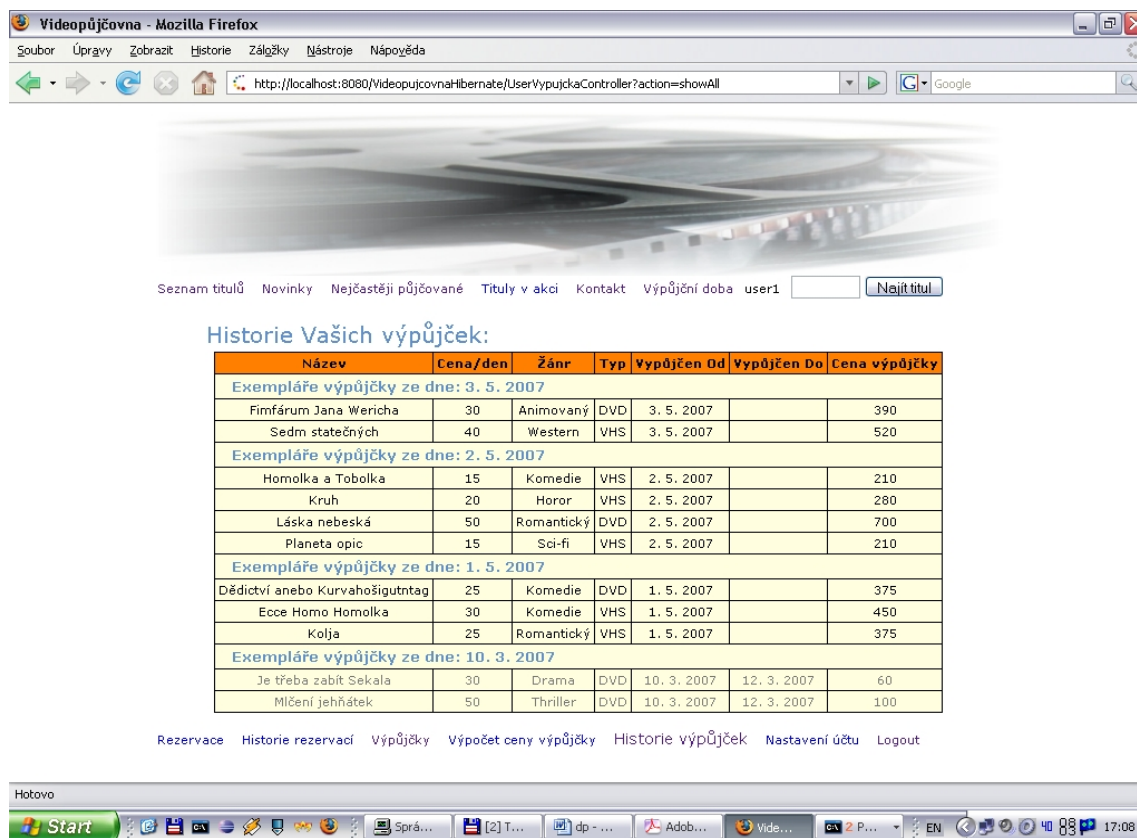 Videopůjčovna - Mozilla Firefox
Soubor Úpravy Zobrazit Historie Záložky Nástroje Nápověda
http://localhost:8080/VideopujcovnaHibernate/UserVypujckaController?action=showAll G Google
Seznam titulů Novinky Nejčastěji půjčované Tituly v akci Kontakt Výpůjční doba user1 Najít titul
Historie Vašich výpůjček:
Název Cena/den Žánr Typ Vypůjčen Od Vypůjčen Do Cena výpůjčky
Exempláře výpůjčky ze dne: 3. 5. 2007
Fimfárum Jana Wericha 30 Animovaný DVD 3. 5. 2007 390
Sedm statečných 40 Western VHS 3. 5. 2007 520
Exempláře výpůjčky ze dne: 2. 5. 2007
Homolka a Tobolka 15 Komedie VHS 2. 5. 2007 210
Kruh 20 Horor VHS 2. 5. 2007 280
Láska nebeská 50 Romantický DVD 2. 5. 2007 700
Planeta opic 15 Sci-fi VHS 2. 5. 2007 210
Exempláře výpůjčky ze dne: 1. 5. 2007
Dědictví anebo Kurvahošigutntag 25 Komedie DVD 1. 5. 2007 375
Ecce Homo Homolka 30 Komedie VHS 1. 5. 2007 450
Kolja 25 Romantický VHS 1. 5. 2007 375
Exempláře výpůjčky ze dne: 10. 3. 2007
Je třeba zabít Sekala 30 Drama DVD 10. 3. 2007 12. 3. 2007 60
Mlčení jehňátek 50 Thriller DVD 10. 3. 2007 12. 3. 2007 100
Rezervace Historie rezervací Výpůjčky Výpočet ceny výpůjčky Historie výpůjček Nastavení účtu Logout
Hotovo
Start Sprá... [2] T... dp - ... Adob... Vide... 2 P... EN 17:08